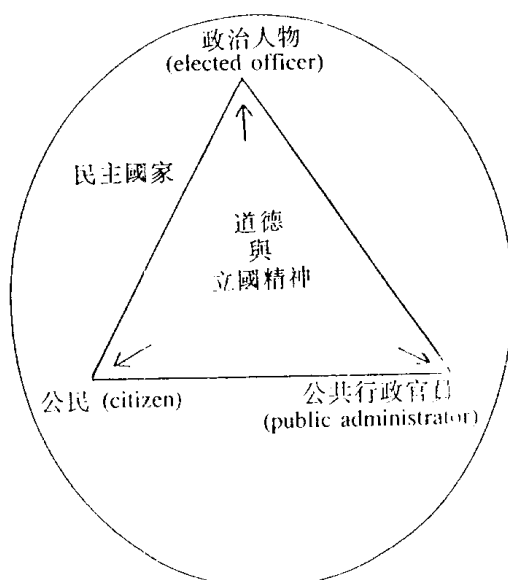 政治人物
(elected officer)
民主國家
道德
與
立國精神
公民 (citizen)
公共行政官員
(public administrator)